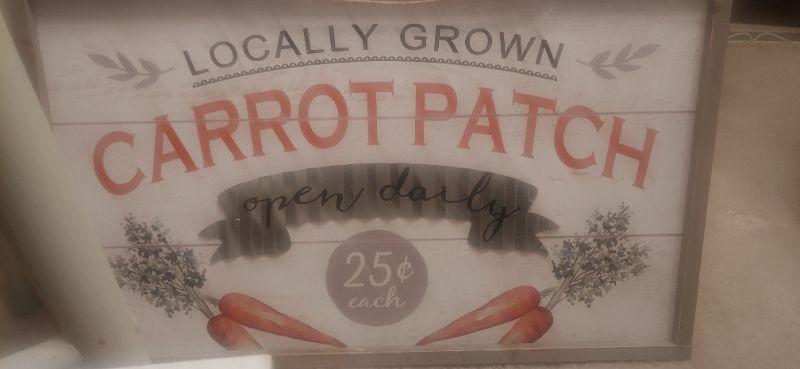 LOCALLY GROWN
CARROT PATCH
open daily
25¢
each